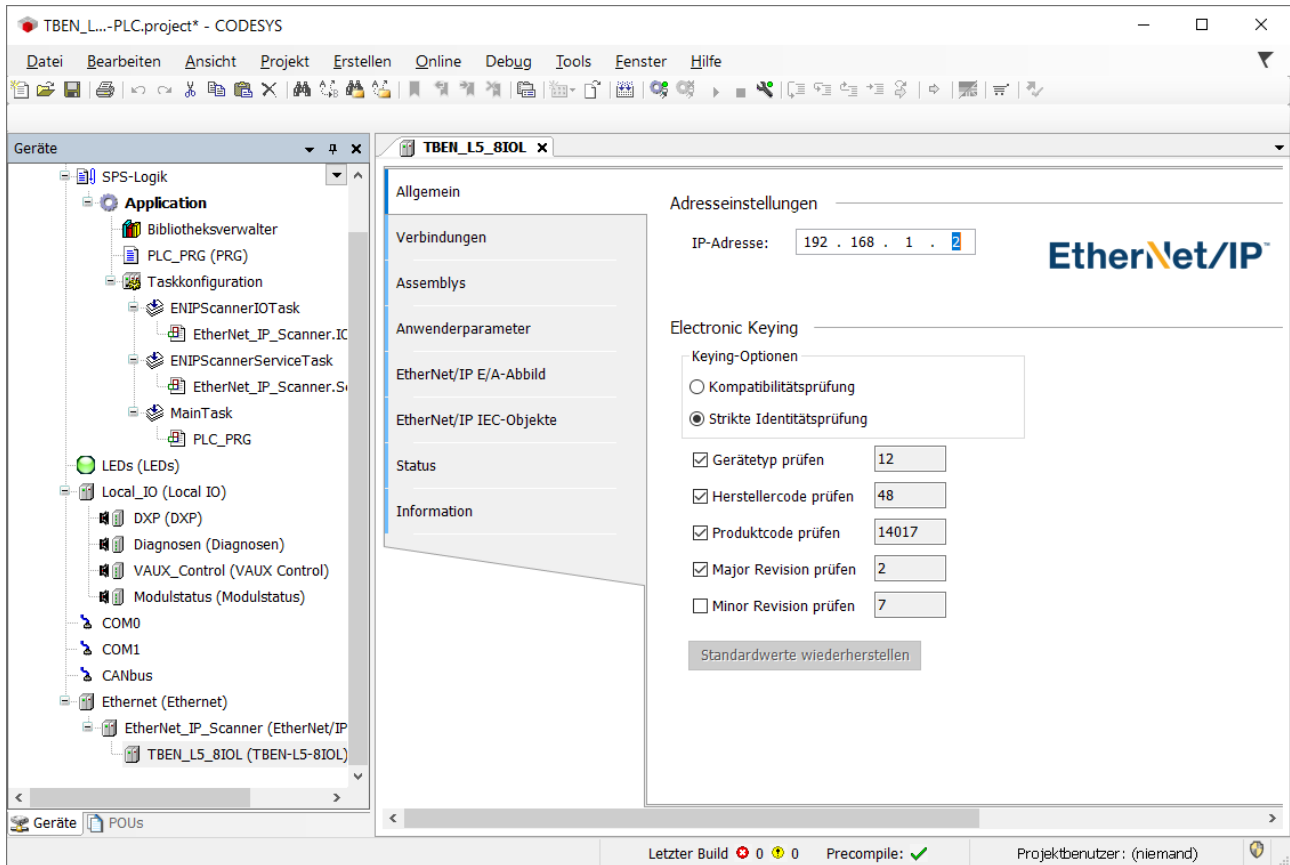 TBEN_L...-PLC.project* - CODESYS
Datei Bearbeiten Ansicht Projekt Erstellen Online Debug Tools Fenster Hilfe
Geräte
SPS-Logik
Application
Bibliotheksverwalter
PLC_PRG (PRG)
Taskkonfiguration
ENIPScannerIOTask
EtherNet_IP_Scanner.IO
ENIPScannerServiceTask
EtherNet_IP_Scanner.Se
MainTask
PLC_PRG
LEDs (LEDs)
Local_IO (Local IO)
DXP (DXP)
Diagnosen (Diagnosen)
VAUX_Control (VAUX Control)
Modulstatus (Modulstatus)
COM0
COM1
CANbus
Ethernet (Ethernet)
EtherNet_IP_Scanner (EtherNet/IP
TBEN_L5_8IOL (TBEN-L5-8IOL)
Geräte POUs
TBEN_L5_8IOL
Allgemein
Verbindungen
Assemblys
Anwenderparameter
EtherNet/IP E/A-Abbild
EtherNet/IP IEC-Objekte
Status
Information
Adresseinstellungen
IP-Adresse: 192 . 168 . 1 . 2
EtherNet/IP™
Electronic Keying
Keying-Optionen
Kompatibilitätsprüfung
Strikte Identitätsprüfung
Gerätetyp prüfen 12
Herstellercode prüfen 48
Produktcode prüfen 14017
Major Revision prüfen 2
Minor Revision prüfen 7
Standardwerte wiederherstellen
Letzter Build 0 0 Precompile: Projektbenutzer: (niemand)